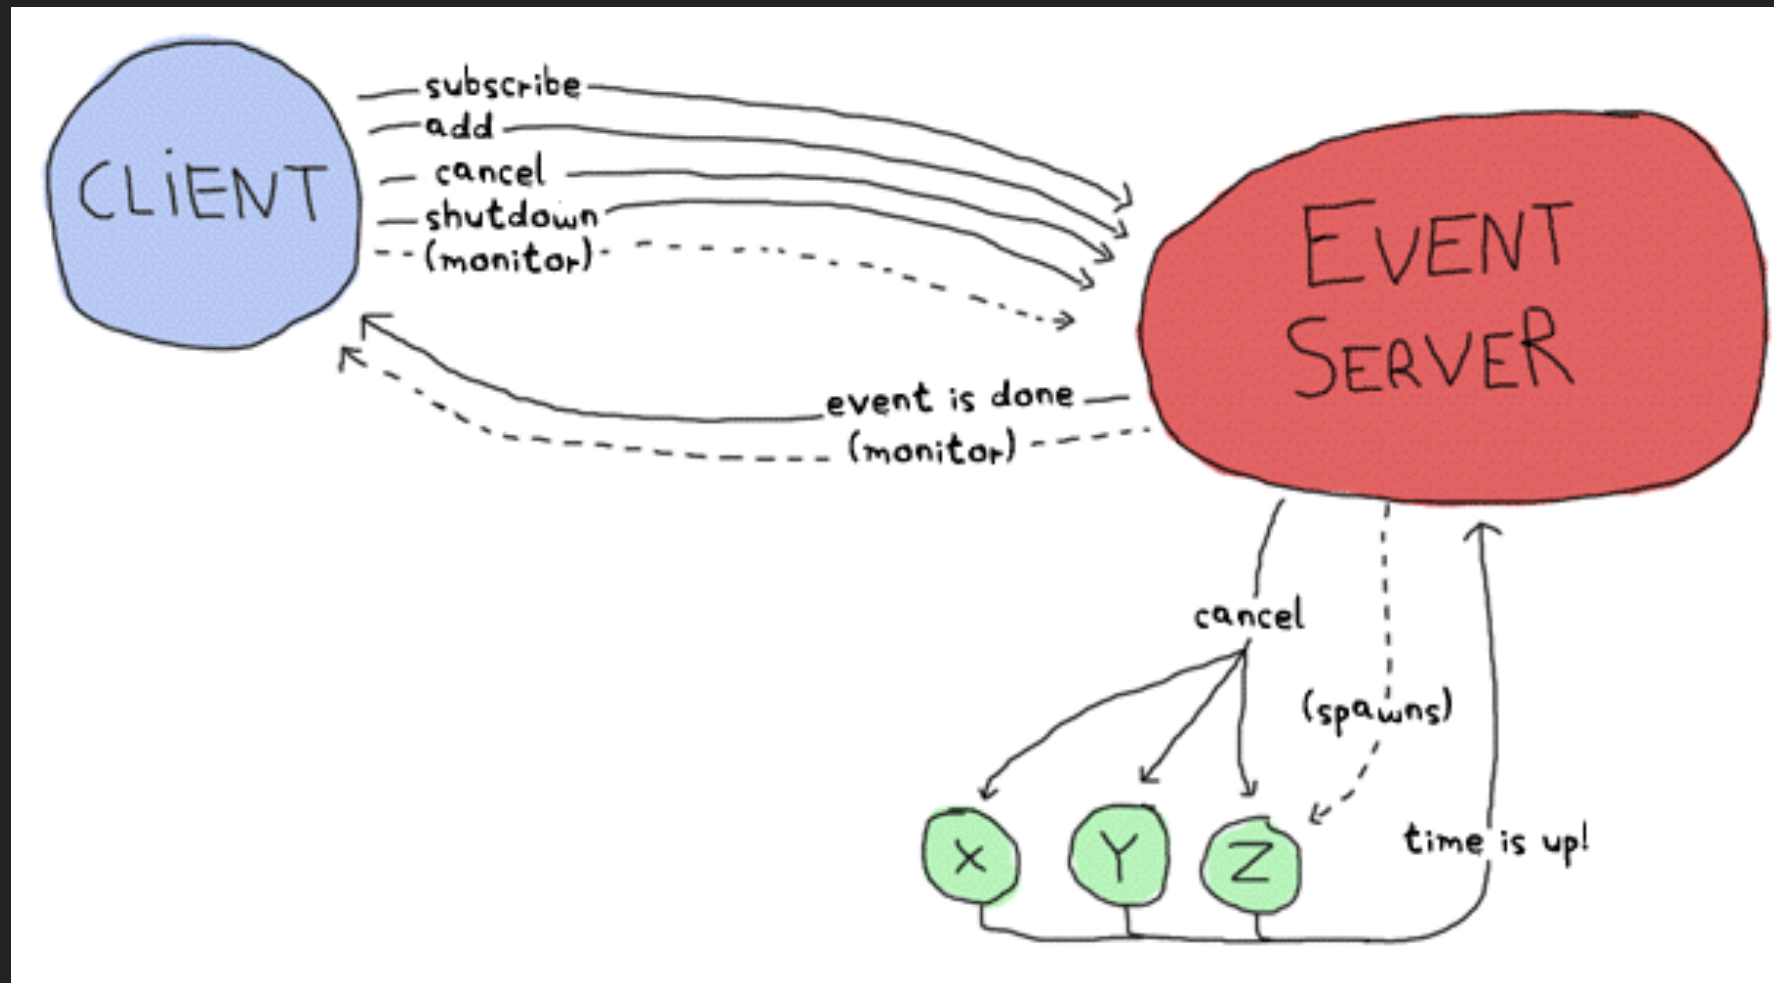 CLiENT
subscribe
add
cancel
shutdown
(monitor)
EVENT
SERVER
event is done
(monitor)
cancel
(spawns)
X
Y
Z
time is up!